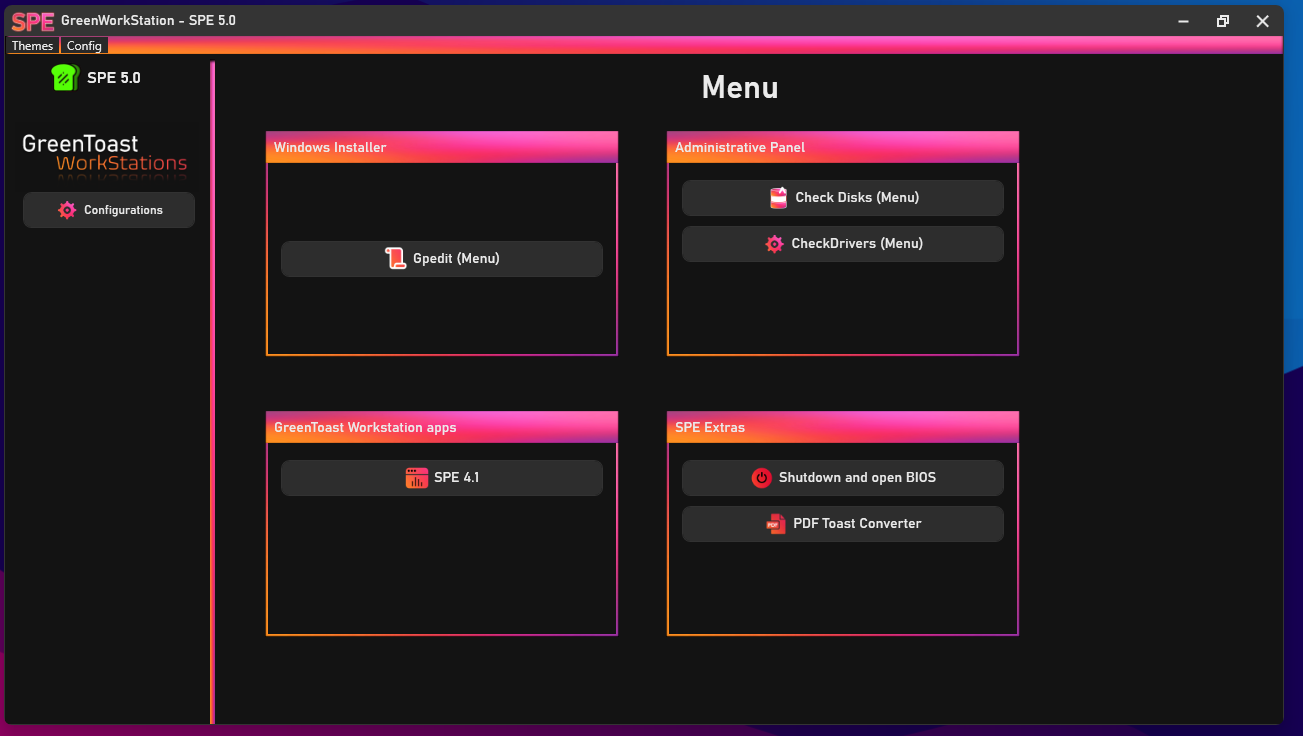 SPE GreenWorkStation - SPE 5.0
Themes Config
SPE 5.0
GreenToast
WorkStations
Configurations
Menu
Windows Installer
Gpedit (Menu)
Administrative Panel
Check Disks (Menu)
CheckDrivers (Menu)
GreenToast Workstation apps
SPE 4.1
SPE Extras
Shutdown and open BIOS
PDF PDF Toast Converter